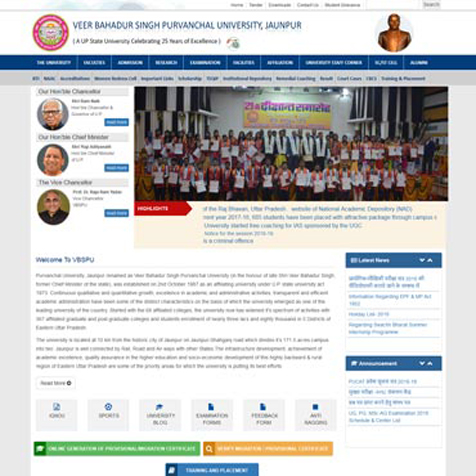 Home | Tender | Downloads | Contact Us | Student Grievance
Search
VEER BAHADUR SINGH PURVANCHAL UNIVERSITY, JAUNPUR
( A UP State University Celebrating 25 Years of Excellence )
THE UNIVERSITY FACULTIES ADMISSION RESEARCH EXAMINATION FACULTIES AFFILIATION UNIVERSITY STAFF CORNER SC/ST CELL ALUMNI
RTI NAAC Accreditations Women Redress Cell Important Links Scholarship Institutional Repository Remedial Coaching Result Court Cases CBCS Training & Placement
Our Hon'ble Chancellor
Shri Ram Naik
Hon'ble Chancellor &
Governor of U.P.
Read more
Our Hon'ble Chief Minister
Shri Yogi Adityanath
Hon'ble Chief Minister
of U.P.
Read more
The Vice Chancellor
Prof. Dr. Raja Ram Yadav
Vice Chancellor
VBSPU
Read more
दीक्षान्त समारोह
HIGHLIGHTS
of the Raj Bhawan, Uttar Pradesh. website of National Academic Depository (NAD)
rent year 2017-18, 185 students have been placed with attractive package through campus
University started free coaching for IAS sponsored by the UGC
Notice for the session 2018-19
is a criminal offence
Welcome To VBSPU
Purvanchal University, Jaunpur renamed as Veer Bahadur Singh Purvanchal University in the honour of late Shri Veer Bahadur Singh,
former Chief Minister of the state, was established on 2nd October 1987 as an affiliating university under U.P. state university act
1973. Continuous qualitative and quantitative growth, excellence in academic and administrative activities, transparent and efficient
academic administration have been some of the distinct characteristics on the basis of which the university emerged as one of the
leading university of the country. Started with the 68 affiliated colleges, the university now has widened its spectrum of activities with
367 affiliated graduate and post-graduate colleges and students enrollment of nearly three lacs and eighty thousand in 5 Districts of
Eastern Uttar Pradesh.
The university is located at 10 km from the historic city of Jaunpur on Jaunpur-Shahganj road which divides it's 171.5 acres campus
into two. Jaunpur is well connected by Rail, Road and Air ways with other States. The infrastructure development, achievement of
academic excellence, quality assurance in the higher education and socio-economic development of the highly backward & rural
region of Eastern Uttar Pradesh are some of the priority areas for which the university is putting its best efforts.
Read More
Latest News
Information Regarding EPF & MP Act
1952
Holiday List- 2018
Regarding Swachh Bharat Summer
Internship Programme
Announcement
PUCAT प्रवेश सूचना पत्र 2018-19
UG, PG, MSc-AG Examination 2018
Schedule & Center List
IGNOU
SPORTS
UNIVERSITY
BLOG
EXAMINATION
FORMS
FEEDBACK
FORM
ANTI
RAGGING
ONLINE GENERATION OF PROVISIONAL/MIGRATION CERTIFICATE
VERIFY MIGRATION / PROVISIONAL CERTIFICATE
TRAINING AND PLACEMENT